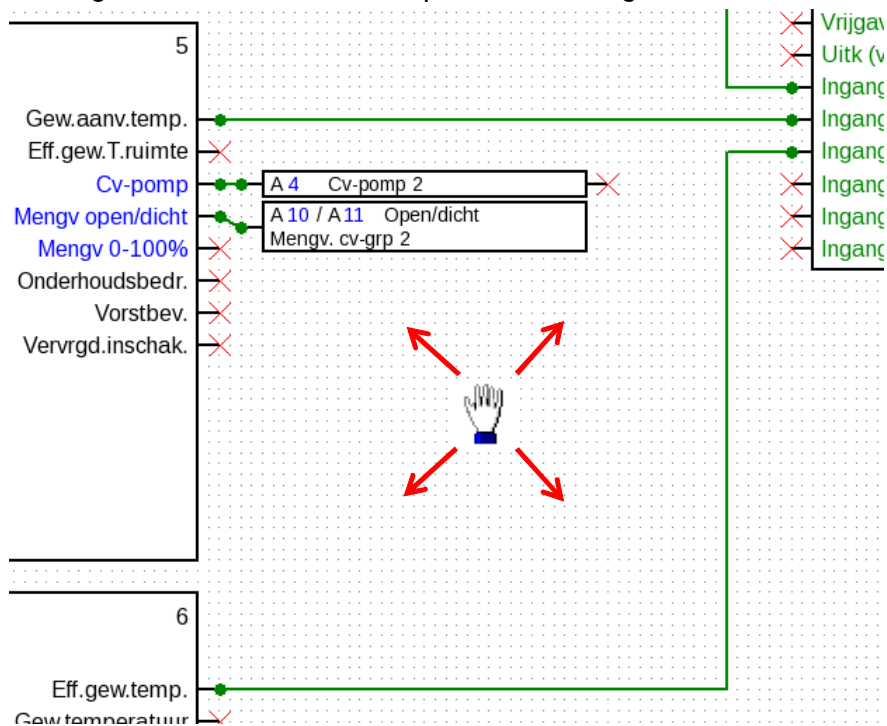 5
Gew.aanv.temp.
Eff.gew.T.ruimte
Cv-pomp
Mengv open/dicht
Mengv 0-100%
Onderhoudsbedr.
Vorstbev.
Vervrgd.inschak.
A 4 Cv-pomp 2
A 10 / A 11 Open/dicht
Mengv. cv-grp 2
Vrijgav
Uitk (v
Ingang
Ingang
Ingang
Ingang
Ingang
Ingang
6
Eff.gew.temp.
Gew.temperatuur